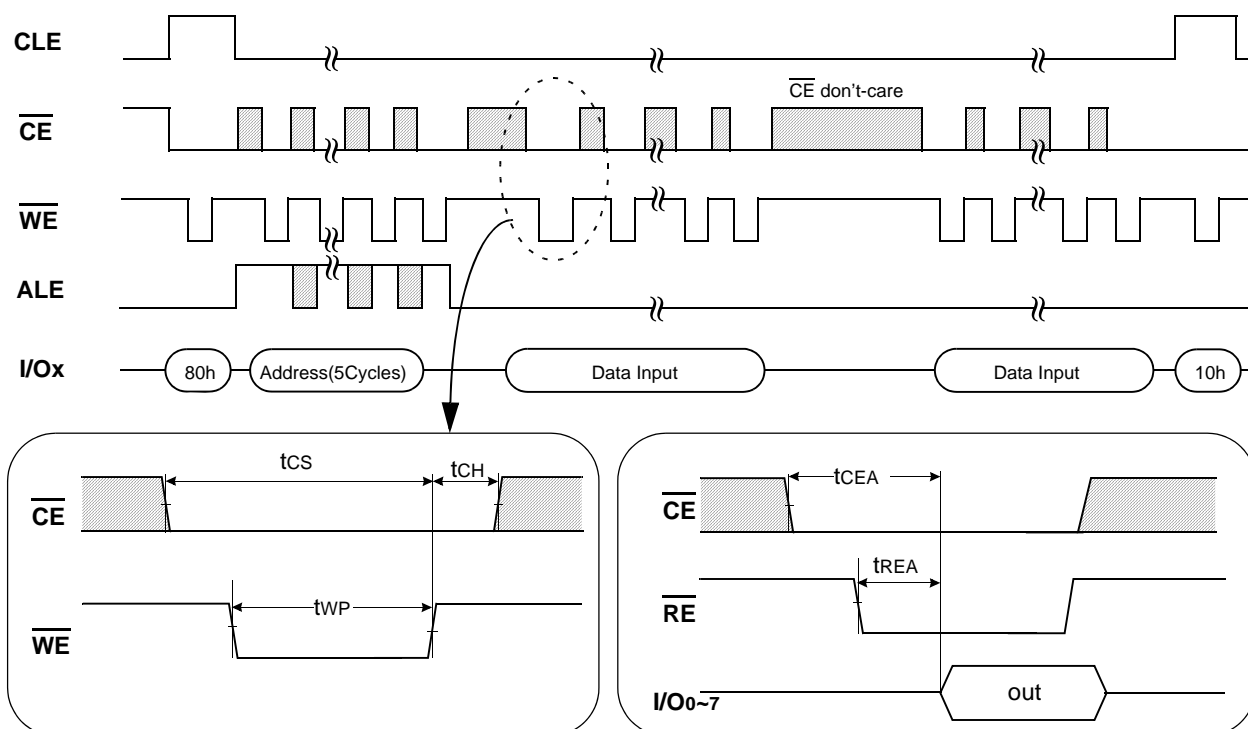 CLE
CE don't-care
CE
WE
ALE
I/Ox
80h
Address(5Cycles)
Data Input
Data Input
10h
tCS
tCH
CE
tWP
WE
tCEA
CE
tREA
RE
I/O0~7
out